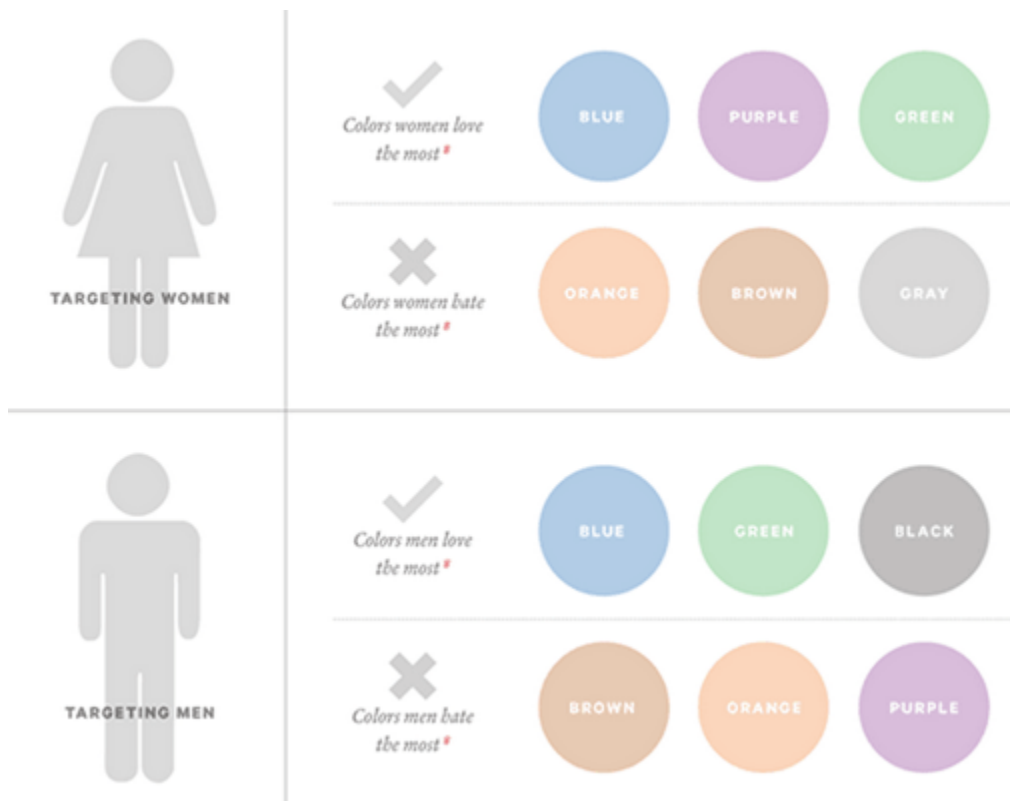 TARGETING WOMEN
Colors women love
the most
BLUE
PURPLE
GREEN
Colors women hate
the most
ORANGE
BROWN
GRAY
TARGETING MEN
Colors men love
the most
BLUE
GREEN
BLACK
Colors men hate
the most
BROWN
ORANGE
PURPLE